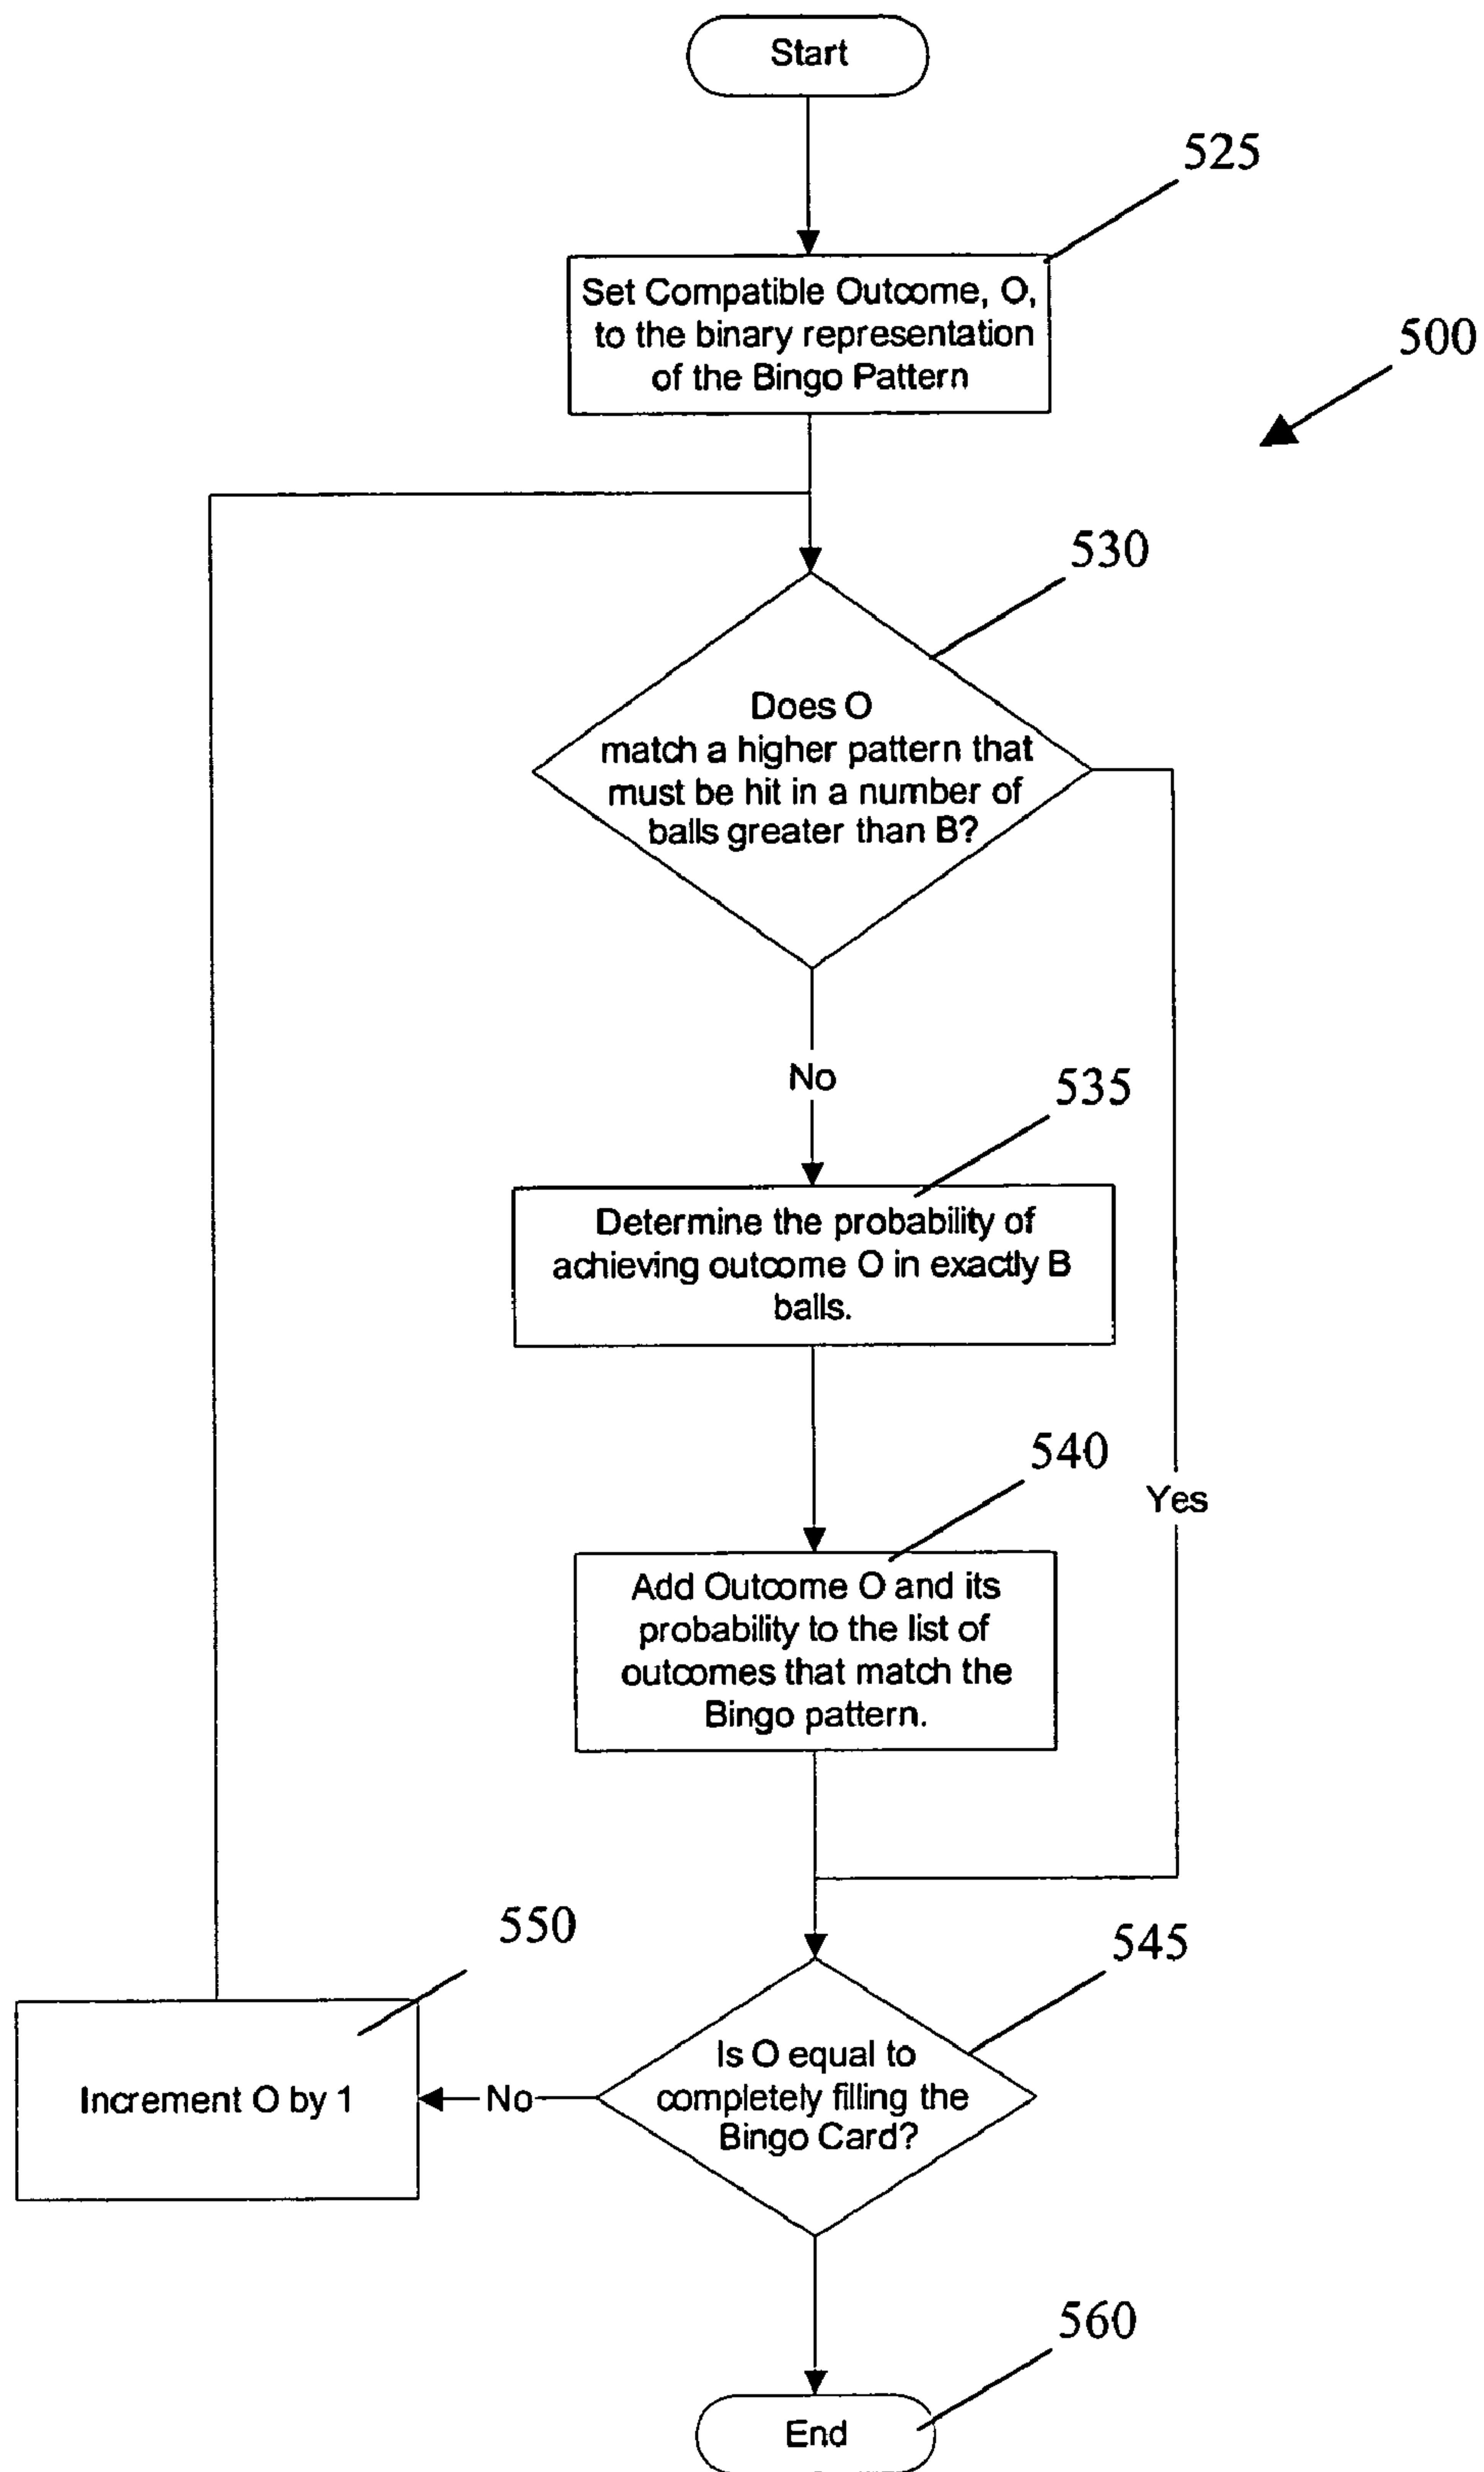 Start
525
Set Compatible Outcome, O,
to the binary representation
of the Bingo Pattern
500
530
Does O
match a higher pattern that
must be hit in a number of
balls greater than B?
No
535
Determine the probability of
achieving outcome O in exactly B
balls.
540
Yes
Add Outcome O and its
probability to the list of
outcomes that match the
Bingo pattern.
550
545
Is O equal to
completely filling the
Bingo Card?
No
Increment O by 1
560
End